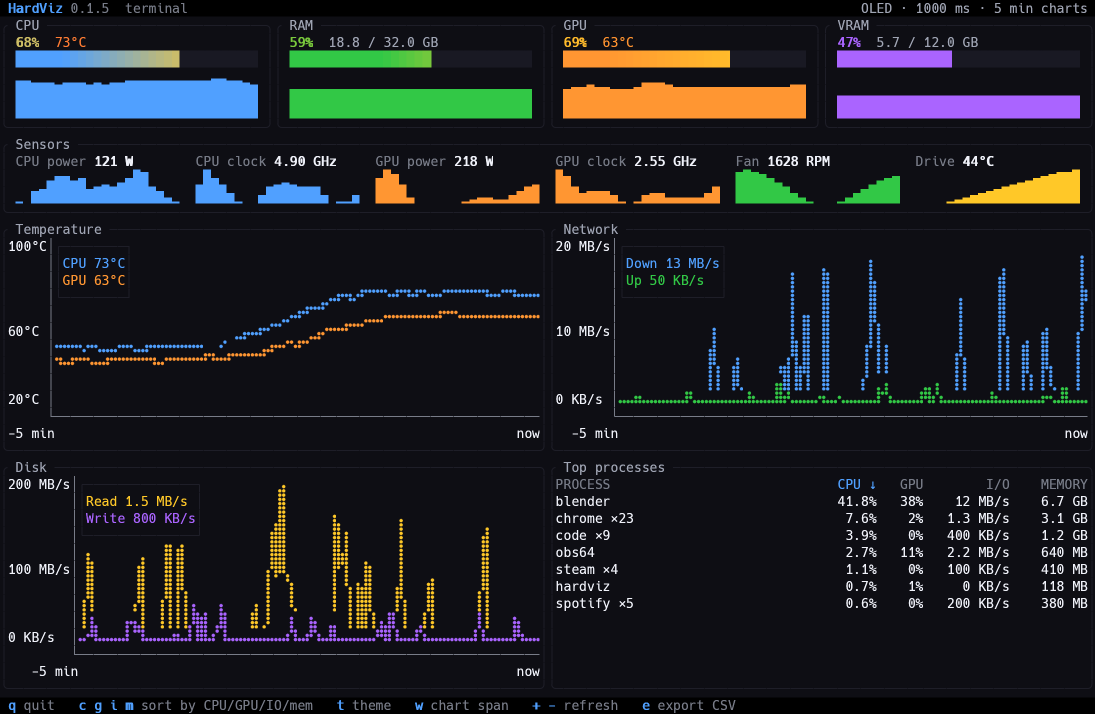 HardViz 0.1.5 terminal OLED · 1000 ms · 5 min charts
CPU RAM GPU VRAM
68% 73°C 59% 18.8 / 32.0 GB 69% 63°C 47% 5.7 / 12.0 GB
Sensors
CPU power 121 W CPU clock 4.90 GHz GPU power 218 W GPU clock 2.55 GHz Fan 1628 RPM Drive 44°C
Temperature
100°C
CPU 73°C
GPU 63°C
60°C
20°C
-5 min now
Network
20 MB/s
Down 13 MB/s
Up 50 KB/s
10 MB/s
0 KB/s
-5 min now
Disk
200 MB/s
Read 1.5 MB/s
Write 800 KB/s
100 MB/s
0 KB/s
-5 min now
Top processes
PROCESS CPU ↓ GPU I/O MEMORY
blender 41.8% 38% 12 MB/s 6.7 GB
chrome ×23 7.6% 2% 1.3 MB/s 3.1 GB
code ×9 3.9% 0% 400 KB/s 1.2 GB
obs64 2.7% 11% 2.2 MB/s 640 MB
steam ×4 1.1% 0% 100 KB/s 410 MB
hardviz 0.7% 1% 0 KB/s 118 MB
spotify ×5 0.6% 0% 200 KB/s 380 MB
q quit c g i m sort by CPU/GPU/IO/mem t theme w chart span + - refresh e export CSV